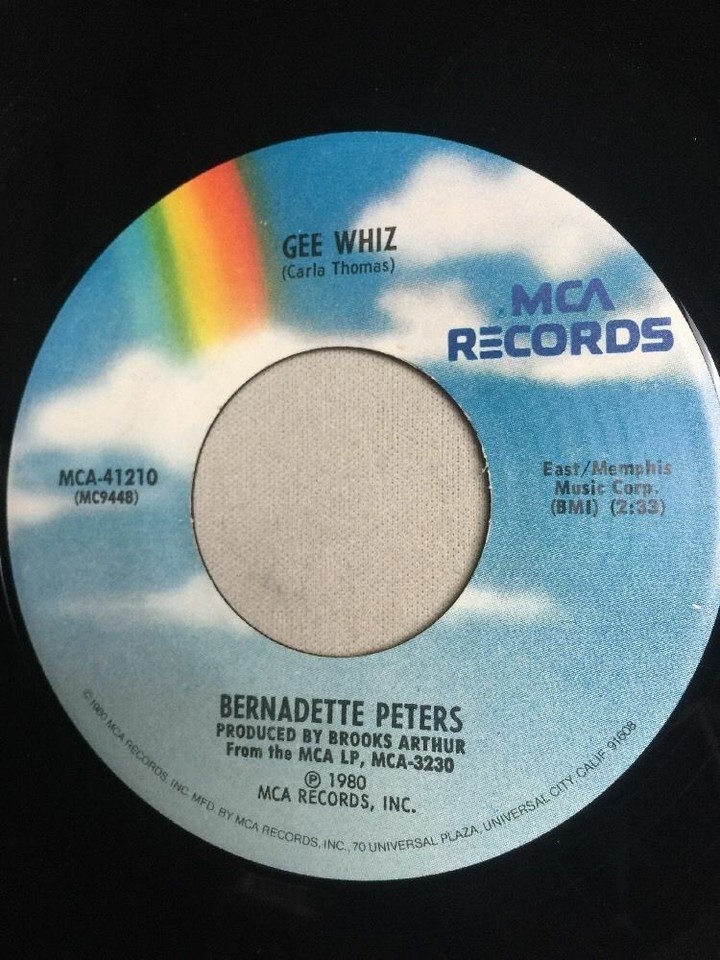 GEE WHIZ
(Carla Thomas)
MCA
RECORDS
MCA-41210
(MC9448)
East/Memphis
Music Corp.
(BMI) (2:33)
BERNADETTE PETERS
PRODUCED BY BROOKS ARTHUR
From the MCA LP, MCA-3230
℗ 1980
MCA RECORDS, INC.
©1980 MCA RECORDS, INC. MFD. BY MCA RECORDS, INC., 70 UNIVERSAL PLAZA, UNIVERSAL CITY, CALIF. 91608